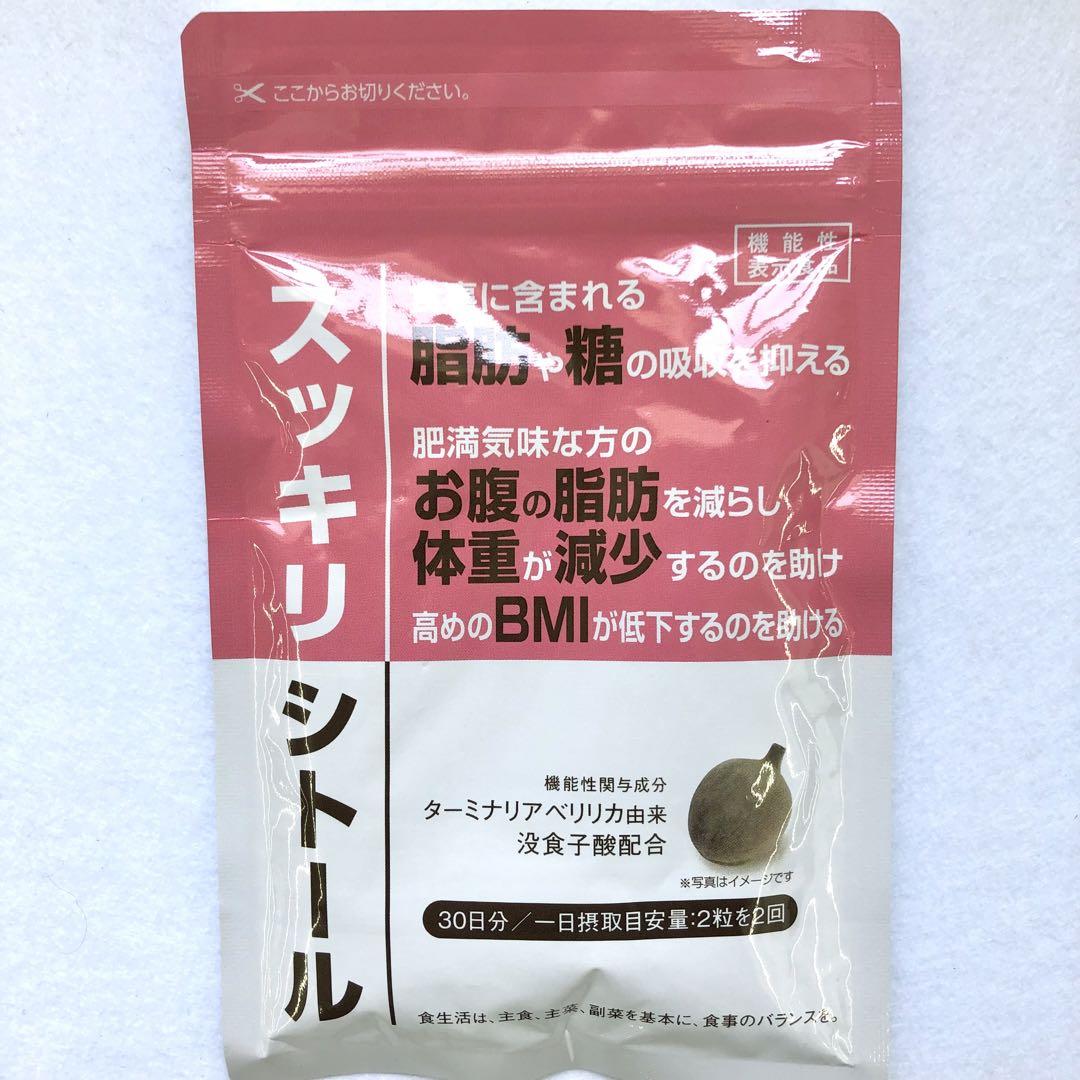 ここからお切りください。
機能性
表示食品
スッキリシトール
食事に含まれる
脂肪や糖の吸収を抑える
肥満気味な方の
お腹の脂肪を減らし
体重が減少するのを助け
高めのBMIが低下するのを助ける
機能性関与成分
ターミナリアベリリカ由来
没食子酸配合
※写真はイメージです
30日分/一日摂取目安量:2粒を2回
食生活は、主食、主菜、副菜を基本に、食事のバランスを。